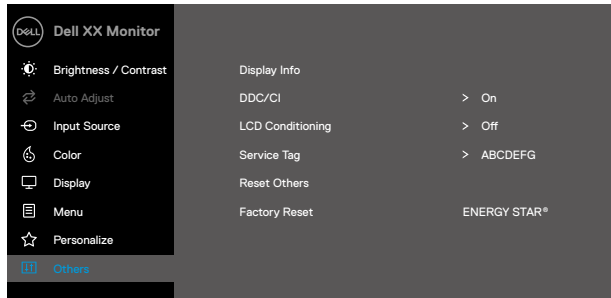 DELL Dell XX Monitor
Brightness / Contrast Display Info
Auto Adjust DDC/CI > On
Input Source LCD Conditioning > Off
Color Service Tag > ABCDEFG
Display Reset Others
Menu Factory Reset ENERGY STAR®
Personalize
Others